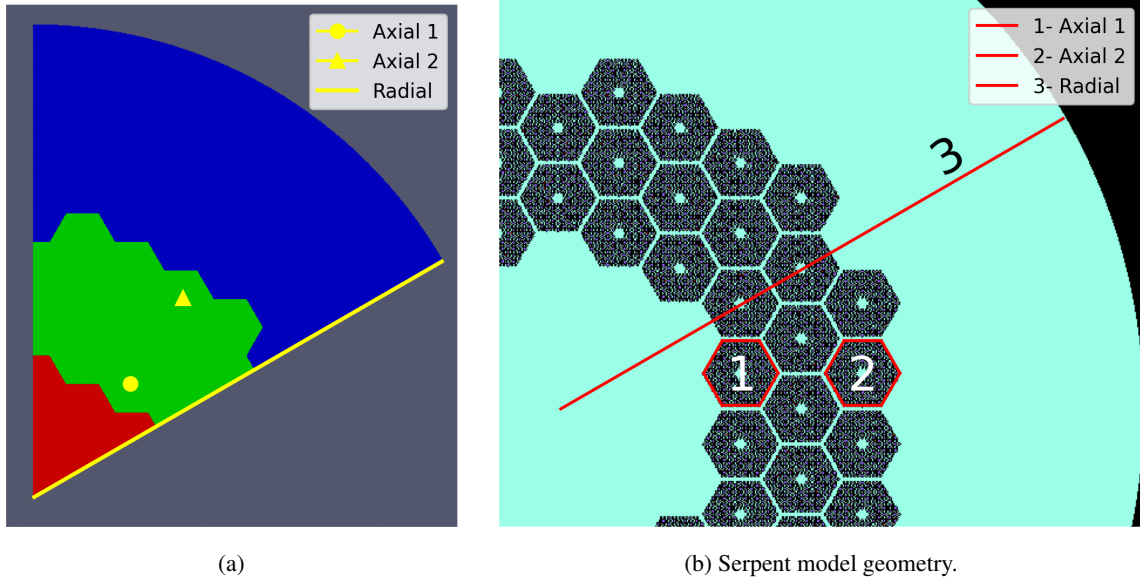 Axial 1
Axial 2
Radial
1- Axial 1
2- Axial 2
3- Radial
3
1
2
(a)
(b) Serpent model geometry.